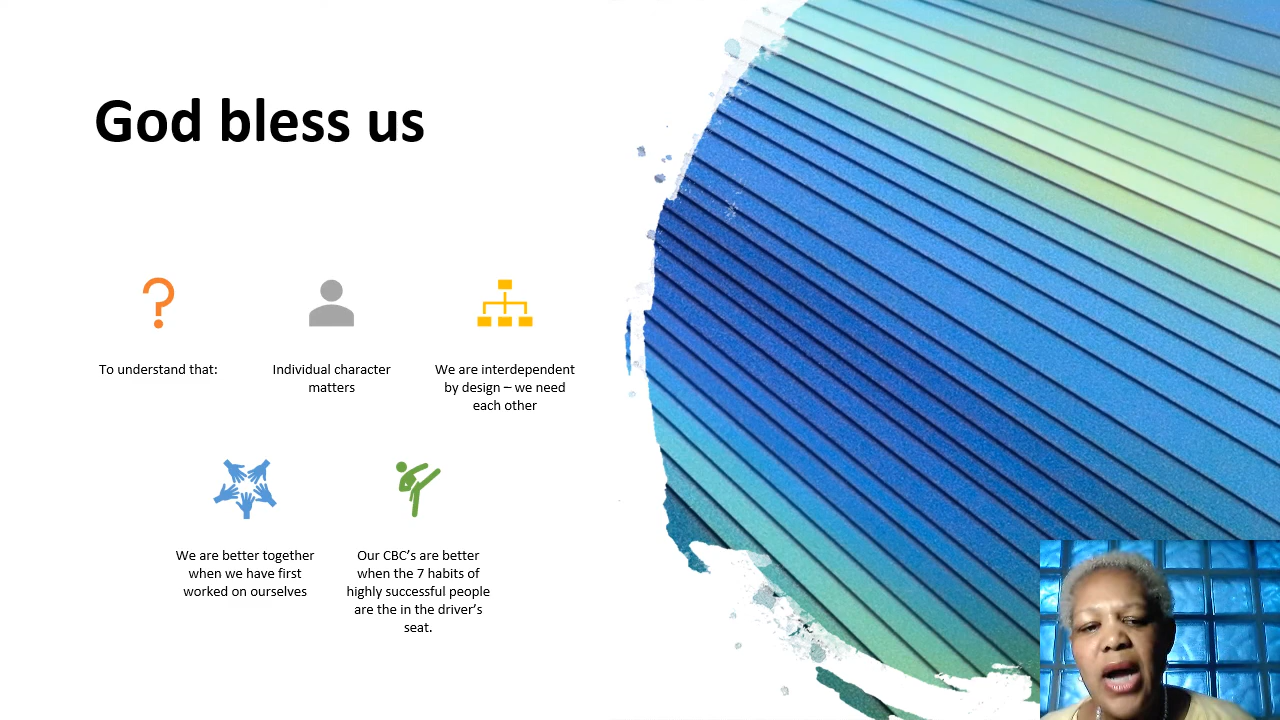 God bless us
To understand that:
Individual character
matters
We are interdependent
by design – we need
each other
We are better together
when we have first
worked on ourselves
Our CBC's are better
when the 7 habits of
highly successful people
are the in the driver's
seat.